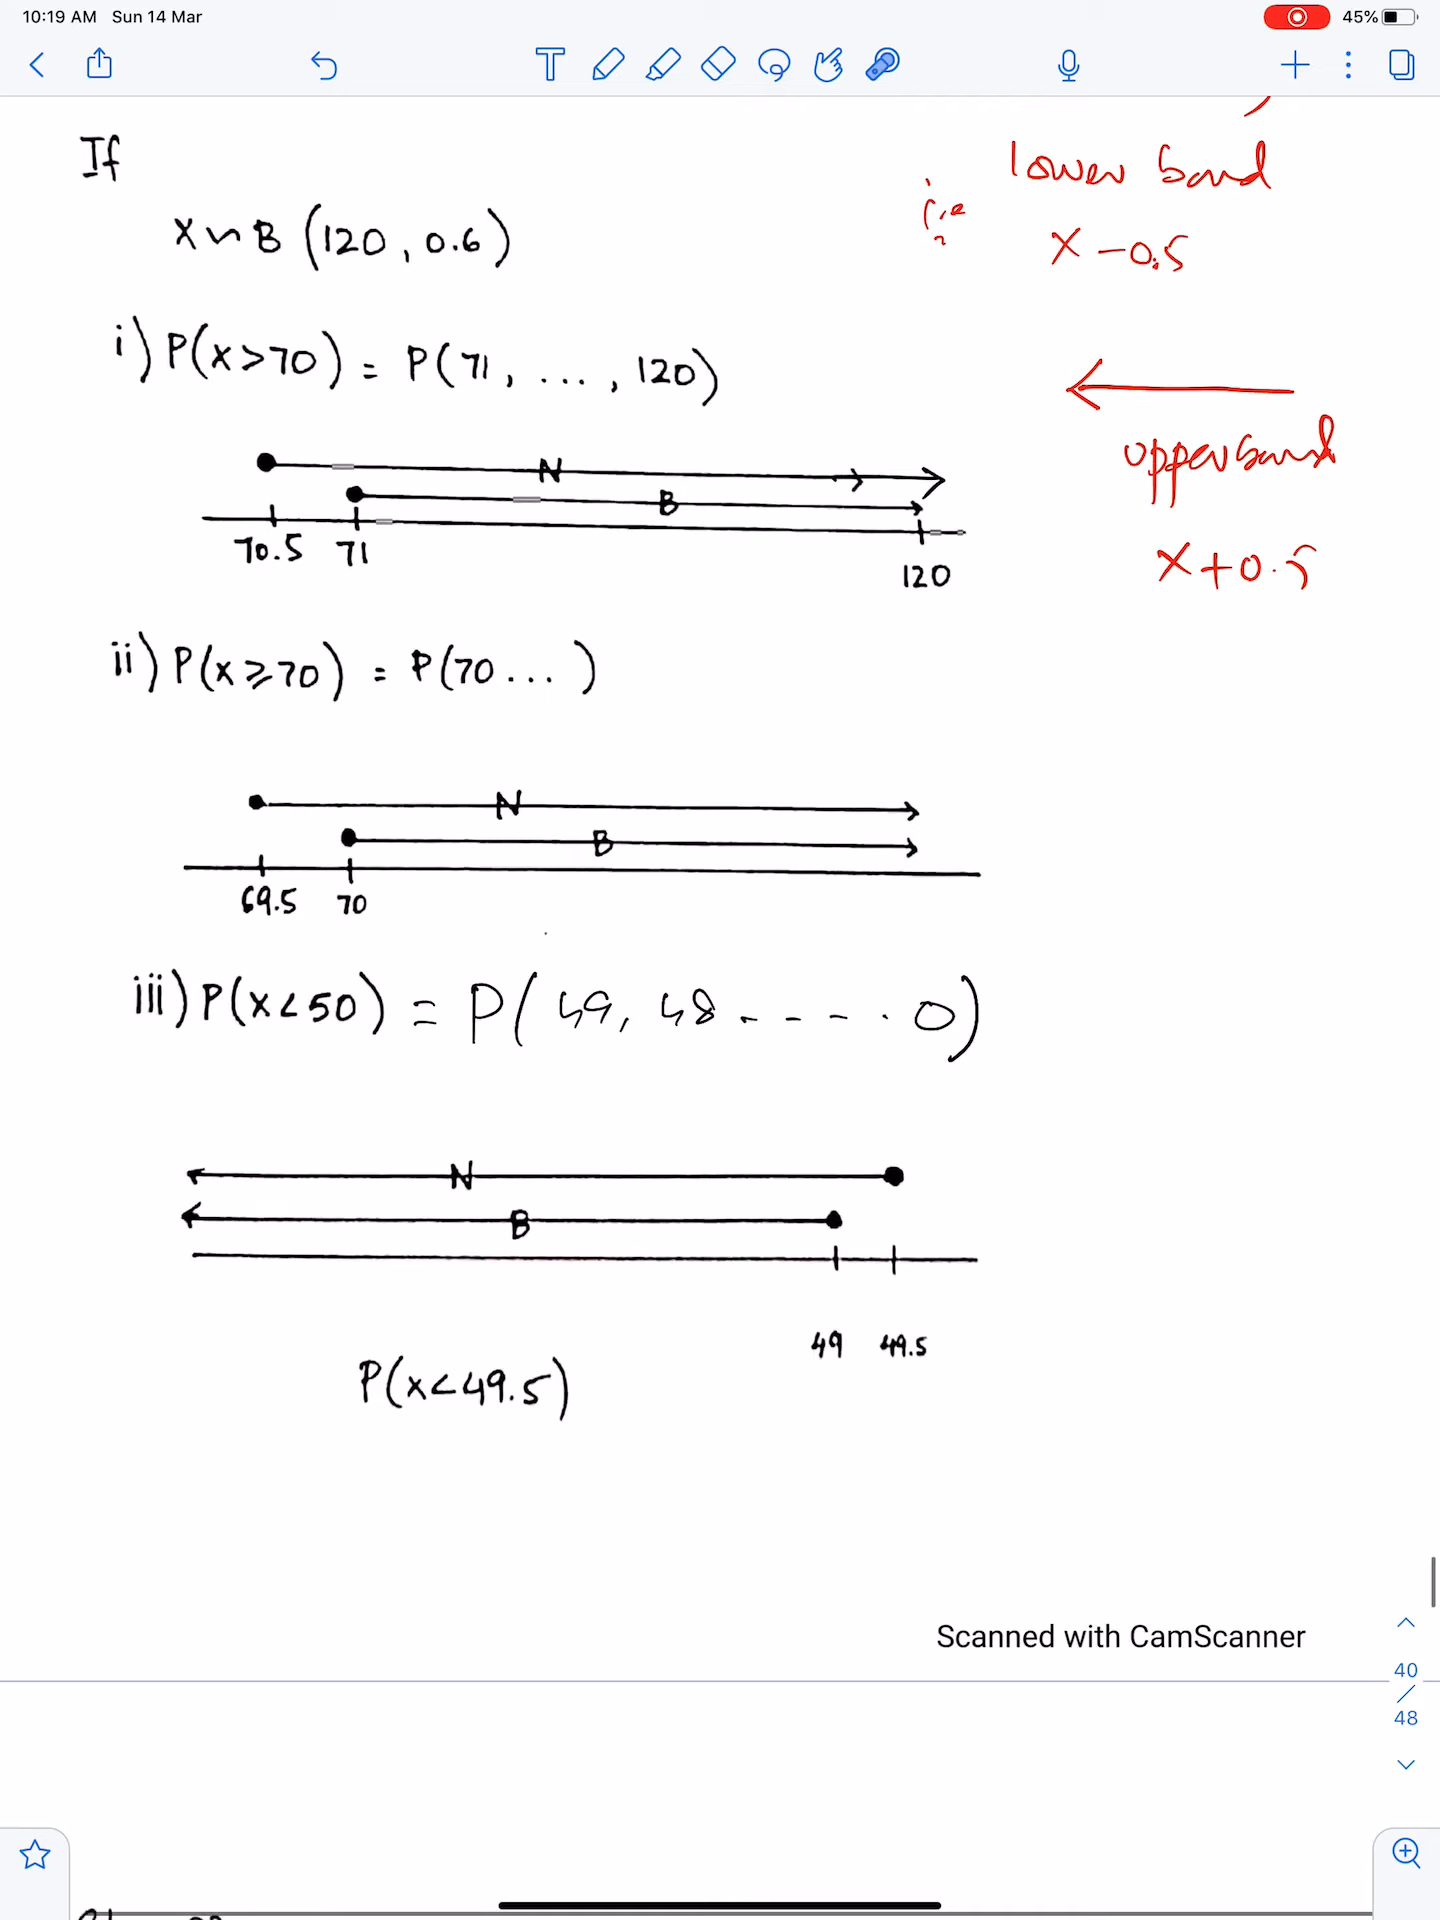 10:19 AM Sun 14 Mar
45%
If
lower band
X ~ B (120, 0.6)
i.e
X - 0.5
i) P(X>70) = P(71, ..., 120)
upper band
N
B
70.5 71 120
X + 0.5
ii) P(X ≥ 70) = P(70 ... )
N
B
69.5 70
iii) P(X < 50) = P( 49, 48 . - - - . 0)
N
B
49 49.5
P(X < 49.5)
Scanned with CamScanner
40
/
48